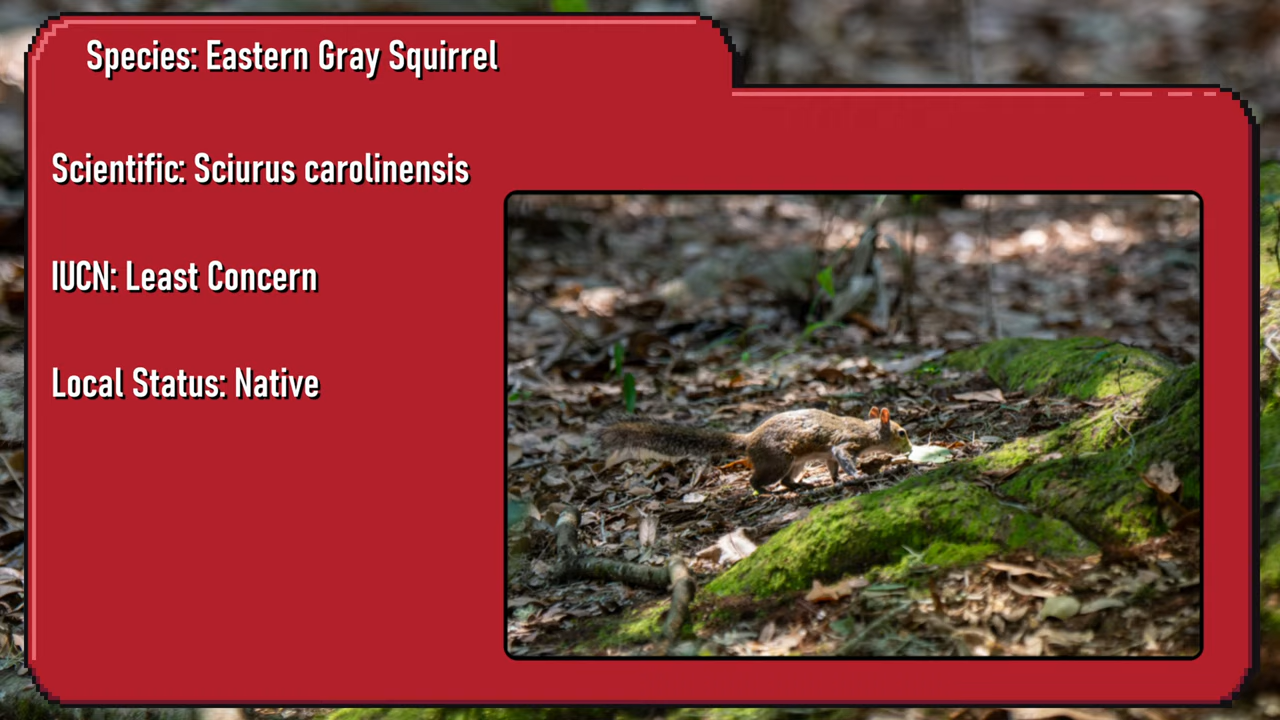 Species: Eastern Gray Squirrel
Scientific: Sciurus carolinensis
IUCN: Least Concern
Local Status: Native